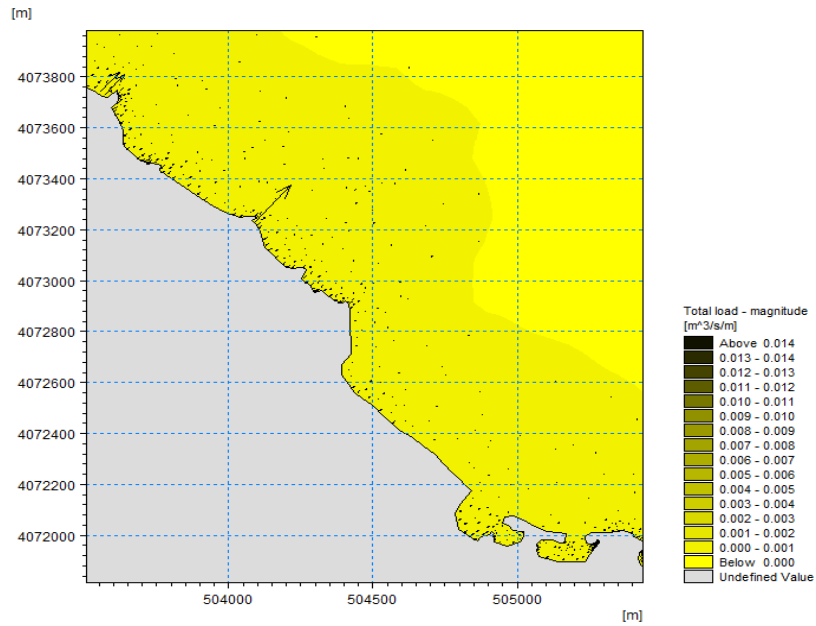 [m]
4073800
4073600
4073400
4073200
4073000
4072800
4072600
4072400
4072200
4072000
504000
504500
505000
[m]
Total load - magnitude
[m^3/s/m]
Above 0.014
0.013 - 0.014
0.012 - 0.013
0.011 - 0.012
0.010 - 0.011
0.009 - 0.010
0.008 - 0.009
0.007 - 0.008
0.006 - 0.007
0.005 - 0.006
0.004 - 0.005
0.003 - 0.004
0.002 - 0.003
0.001 - 0.002
0.000 - 0.001
Below 0.000
Undefined Value